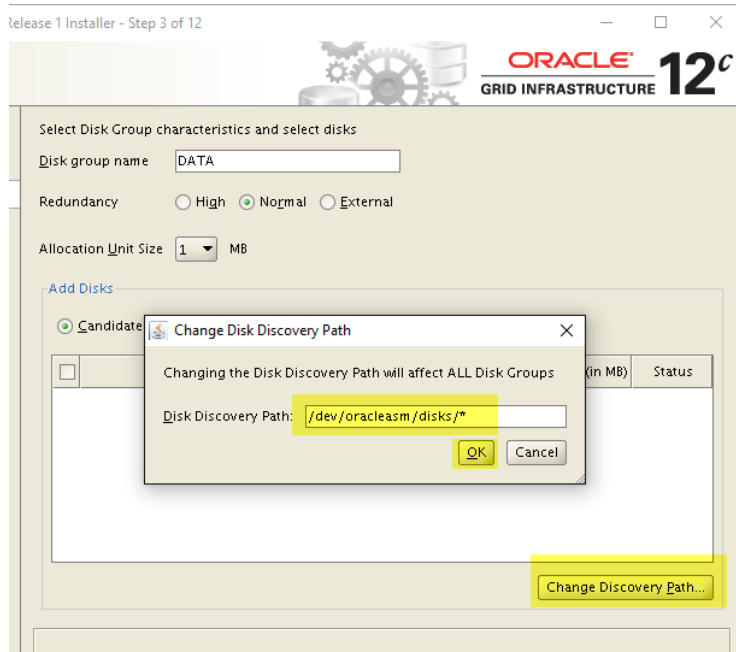 Release 1 Installer - Step 3 of 12
ORACLE®
GRID INFRASTRUCTURE 12c
Select Disk Group characteristics and select disks
Disk group name DATA
Redundancy High Normal External
Allocation Unit Size 1 MB
Add Disks
Candidate
Change Disk Discovery Path
Changing the Disk Discovery Path will affect ALL Disk Groups
(in MB) Status
Disk Discovery Path: /dev/oracleasm/disks/*
OK Cancel
Change Discovery Path...